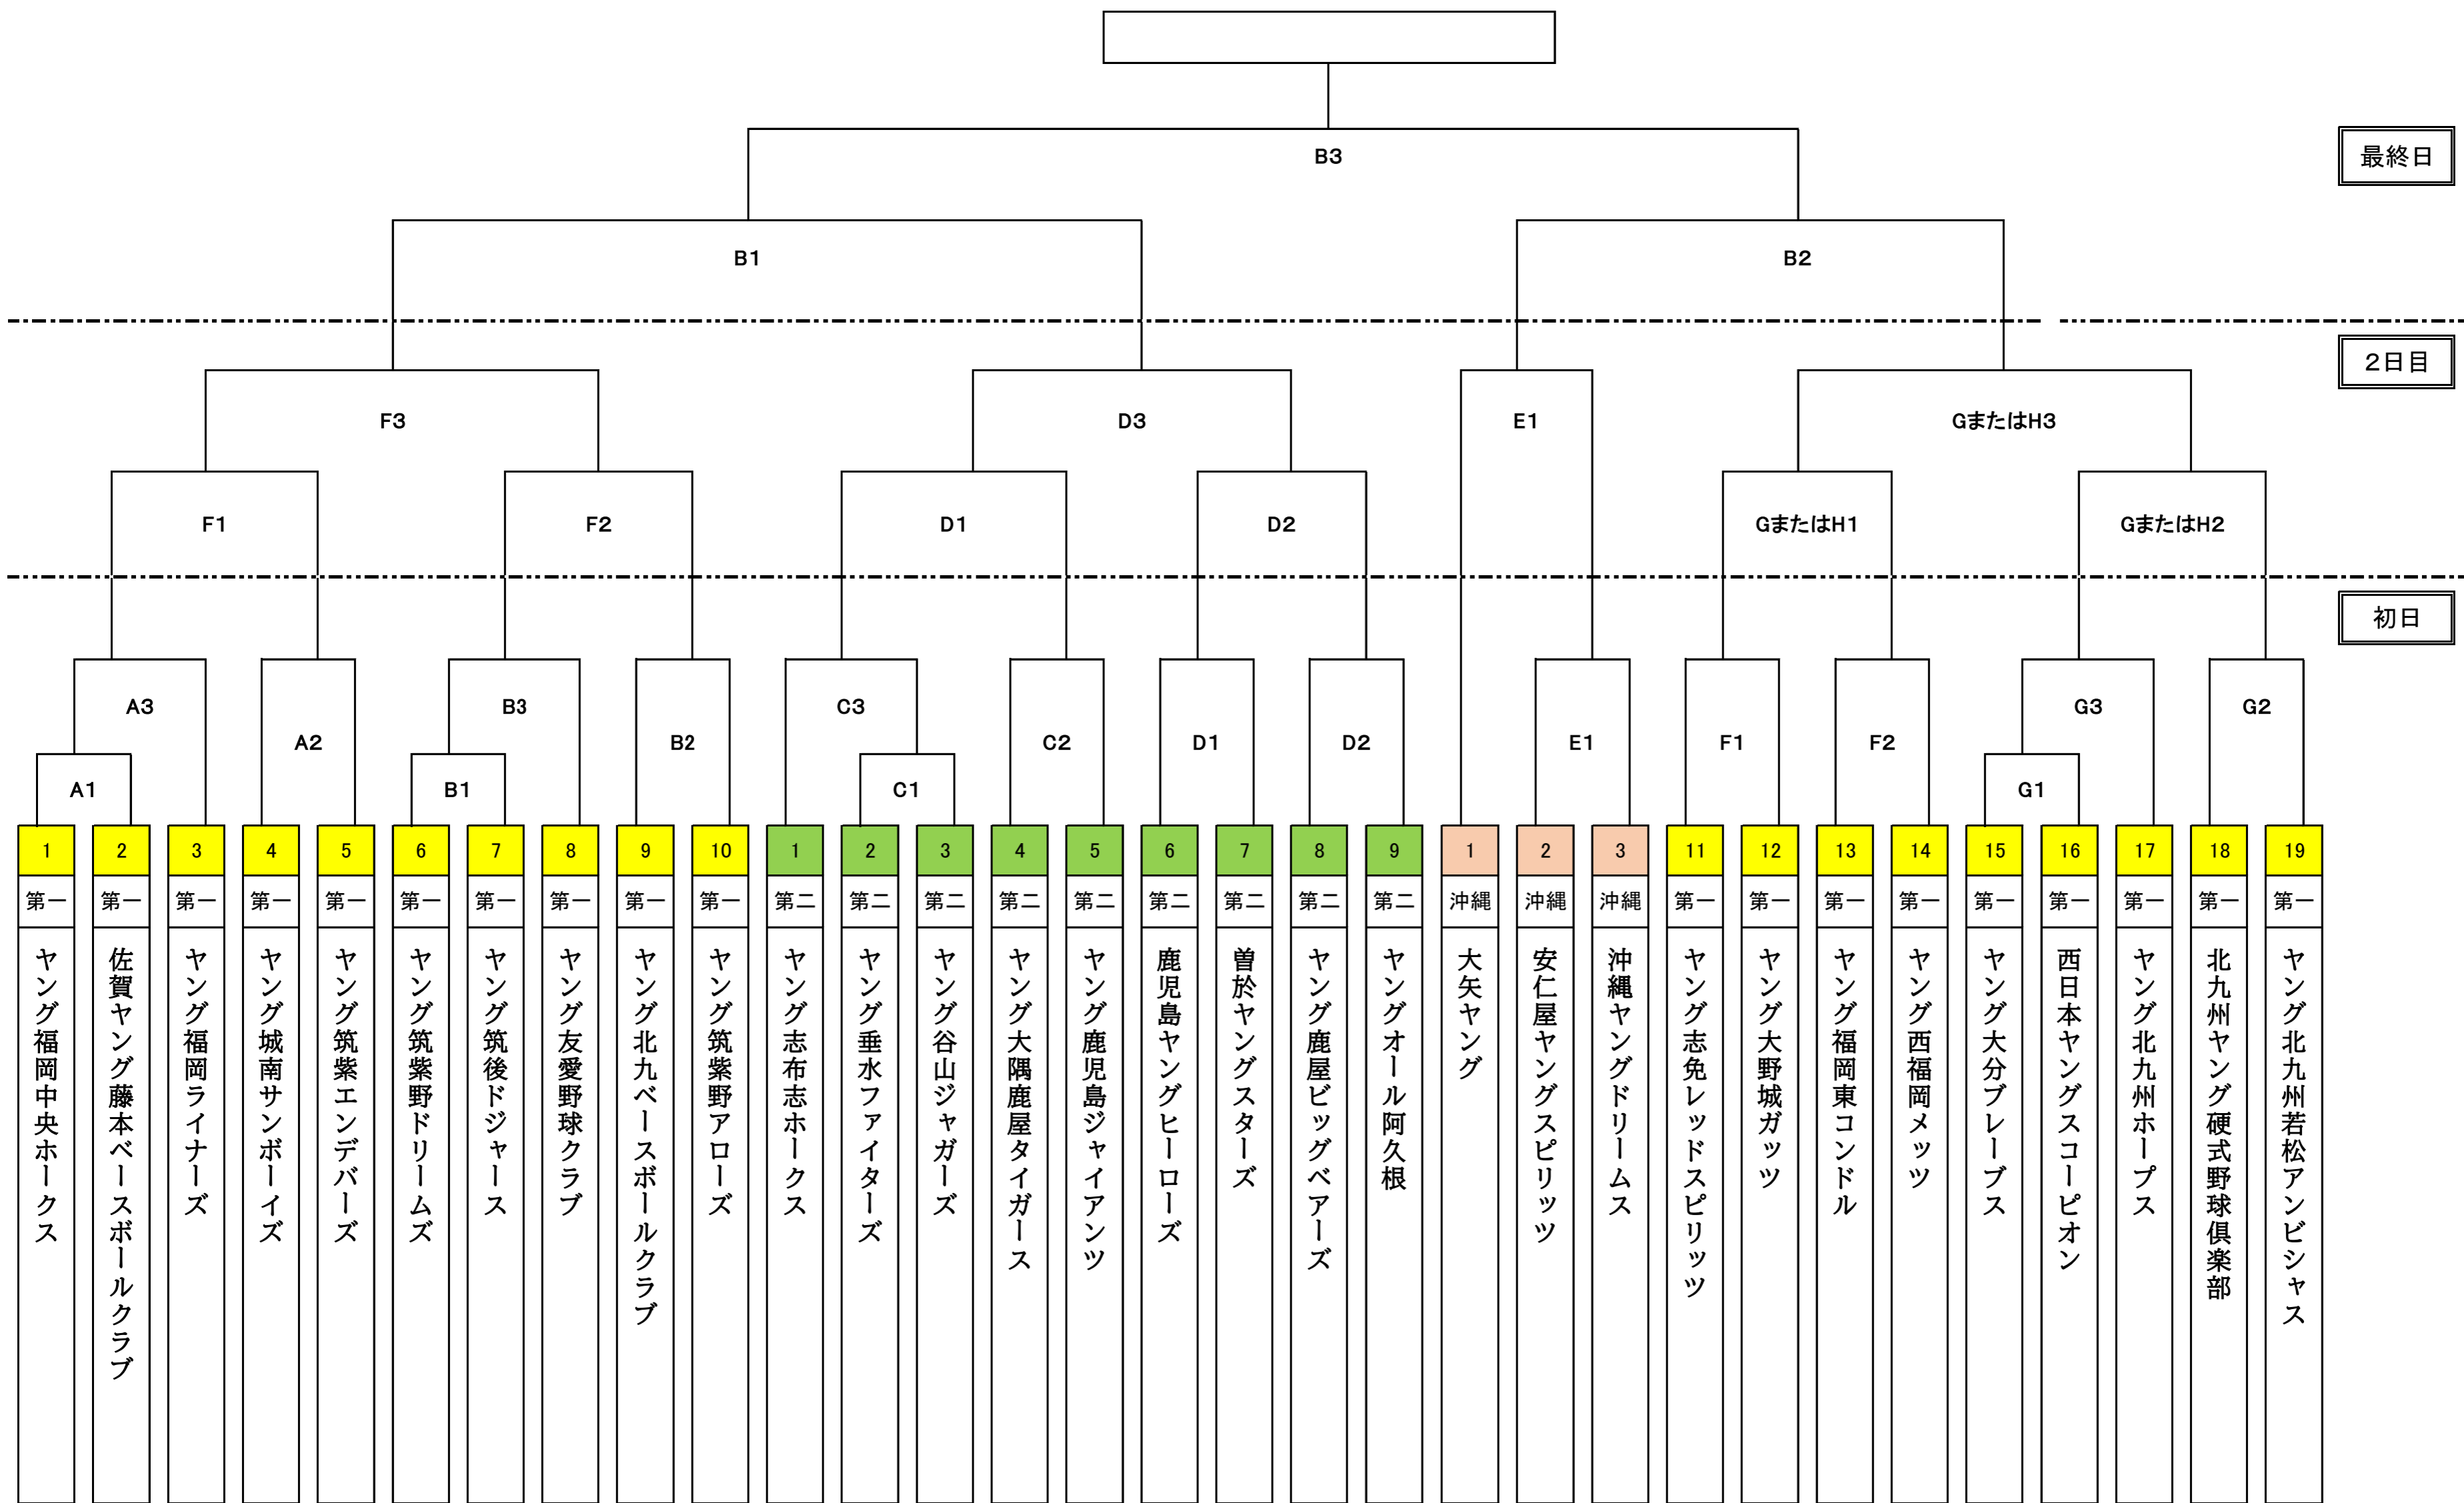 B3
最終日
B1
B2
2日目
F3
D3
E1
GまたはH3
F1
F2
D1
D2
GまたはH1
GまたはH2
初日
A3
B3
C3
G3
G2
A2
B2
C2
D1
D2
E1
F1
F2
A1
B1
C1
G1
1 2 3 4 5 6 7 8 9 10 1 2 3 4 5 6 7 8 9 1 2 3 11 12 13 14 15 16 17 18 19
第一 第一 第一 第一 第一 第一 第一 第一 第一 第一 第二 第二 第二 第二 第二 第二 第二 第二 第二 沖縄 沖縄 沖縄 第一 第一 第一 第一 第一 第一 第一 第一 第一
ヤング福岡中央ホークス
佐賀ヤング藤本ベースボールクラブ
ヤング福岡ライナーズ
ヤング城南サンボーイズ
ヤング筑紫エンデバーズ
ヤング筑紫野ドリームズ
ヤング筑後ドジャース
ヤング友愛野球クラブ
ヤング北九ベースボールクラブ
ヤング筑紫野アローズ
ヤング志布志ホークス
ヤング垂水ファイターズ
ヤング谷山ジャガーズ
ヤング大隅鹿屋タイガース
ヤング鹿児島ジャイアンツ
鹿児島ヤングヒーローズ
曽於ヤングスターズ
ヤング鹿屋ビッグベアーズ
ヤングオール阿久根
大矢ヤング
安仁屋ヤングスピリッツ
沖縄ヤングドリームス
ヤング志免レッドスピリッツ
ヤング大野城ガッツ
ヤング福岡東コンドル
ヤング西福岡メッツ
ヤング大分ブレーブス
西日本ヤングスコーピオン
ヤング北九州ホープス
北九州ヤング硬式野球倶楽部
ヤング北九州若松アンビシャス